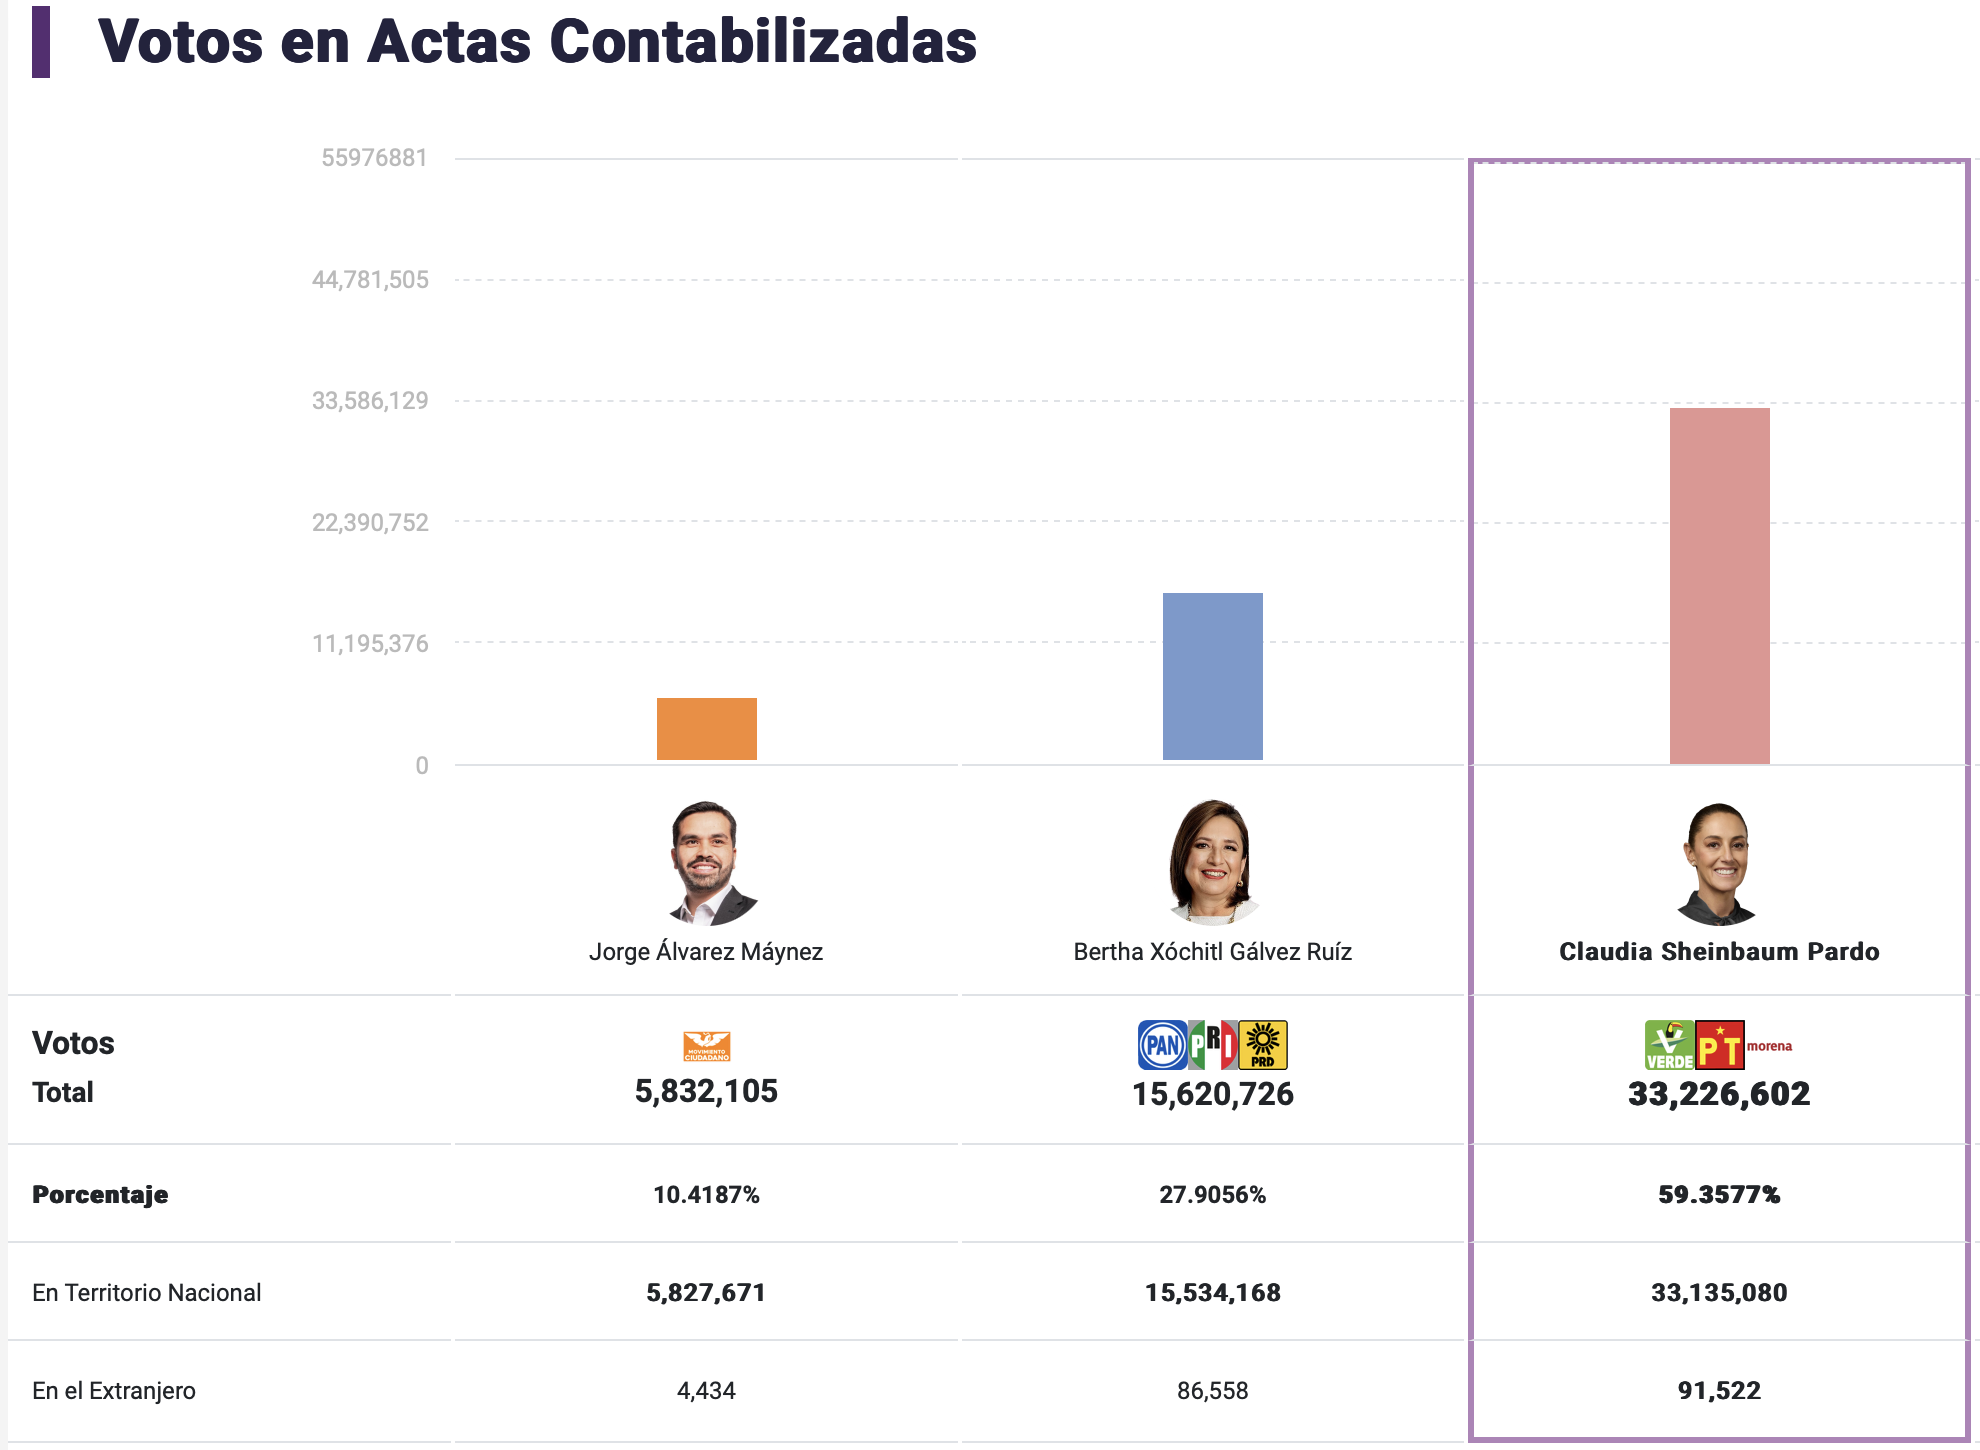 Votos en Actas Contabilizadas
55976881
44,781,505
33,586,129
22,390,752
11,195,376
0
Jorge Álvarez Máynez
Bertha Xóchitl Gálvez Ruíz
Claudia Sheinbaum Pardo
Votos
MOVIMIENTO
CIUDADANO
PAN PRI PRD
VERDE PT morena
Total 5,832,105 15,620,726 33,226,602
Porcentaje 10.4187% 27.9056% 59.3577%
En Territorio Nacional 5,827,671 15,534,168 33,135,080
En el Extranjero 4,434 86,558 91,522